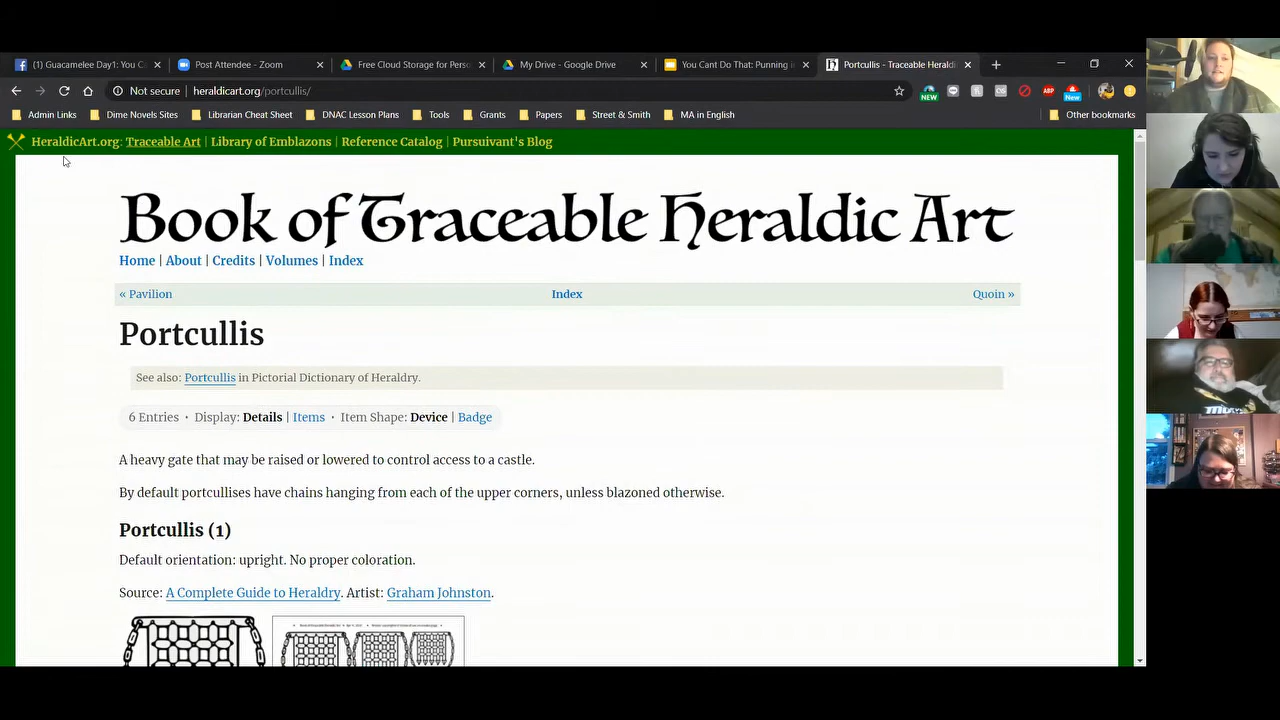 (1) Guacamelee Day1: You C
Post Attendee - Zoom
Free Cloud Storage for Perso
My Drive - Google Drive
You Cant Do That: Punning in
Portcullis - Traceable Herald
Not secure | heraldicart.org/portcullis/
NEW
ABP
New
Admin Links
Dime Novels Sites
Librarian Cheat Sheet
DNAC Lesson Plans
Tools
Grants
Papers
Street & Smith
MA in English
Other bookmarks
HeraldicArt.org: Traceable Art | Library of Emblazons | Reference Catalog | Pursuivant's Blog
Book of Traceable Heraldic Art
Home | About | Credits | Volumes | Index
« Pavilion
Index
Quoin »
Portcullis
See also: Portcullis in Pictorial Dictionary of Heraldry.
6 Entries • Display: Details | Items • Item Shape: Device | Badge
A heavy gate that may be raised or lowered to control access to a castle.
By default portcullises have chains hanging from each of the upper corners, unless blazoned otherwise.
Portcullis (1)
Default orientation: upright. No proper coloration.
Source: A Complete Guide to Heraldry. Artist: Graham Johnston.